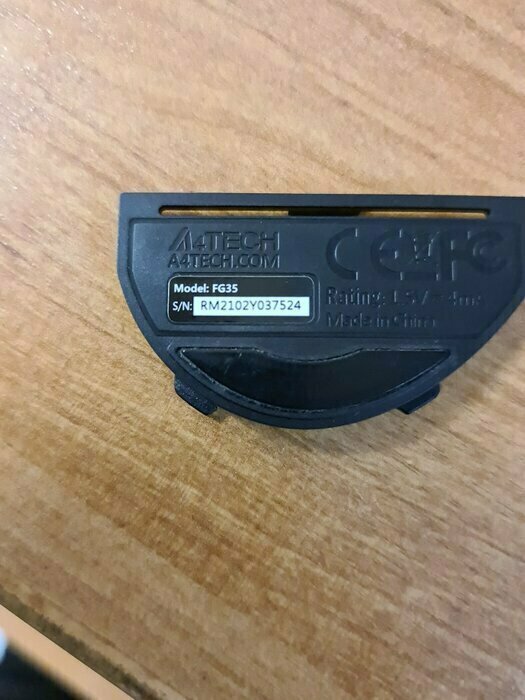 A4TECH
A4TECH.COM
Model: FG35
S/N: RM2102Y037524
CE FC
Rating: 1.5V
Made in China